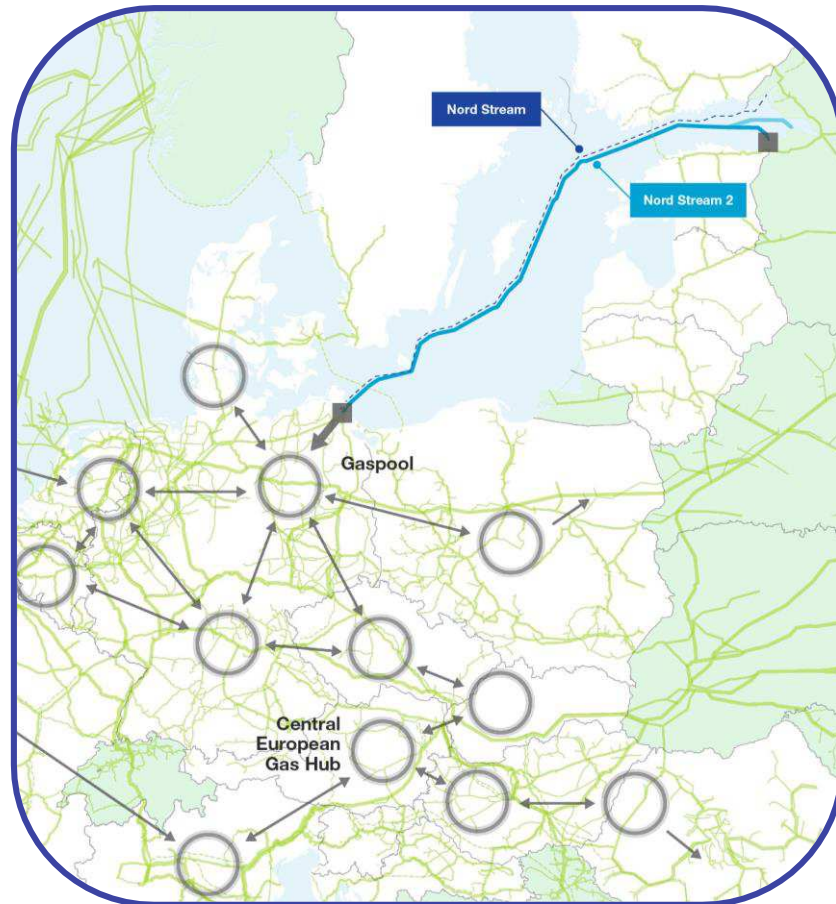 Nord Stream
Nord Stream 2
Gaspool
Central
European
Gas Hub